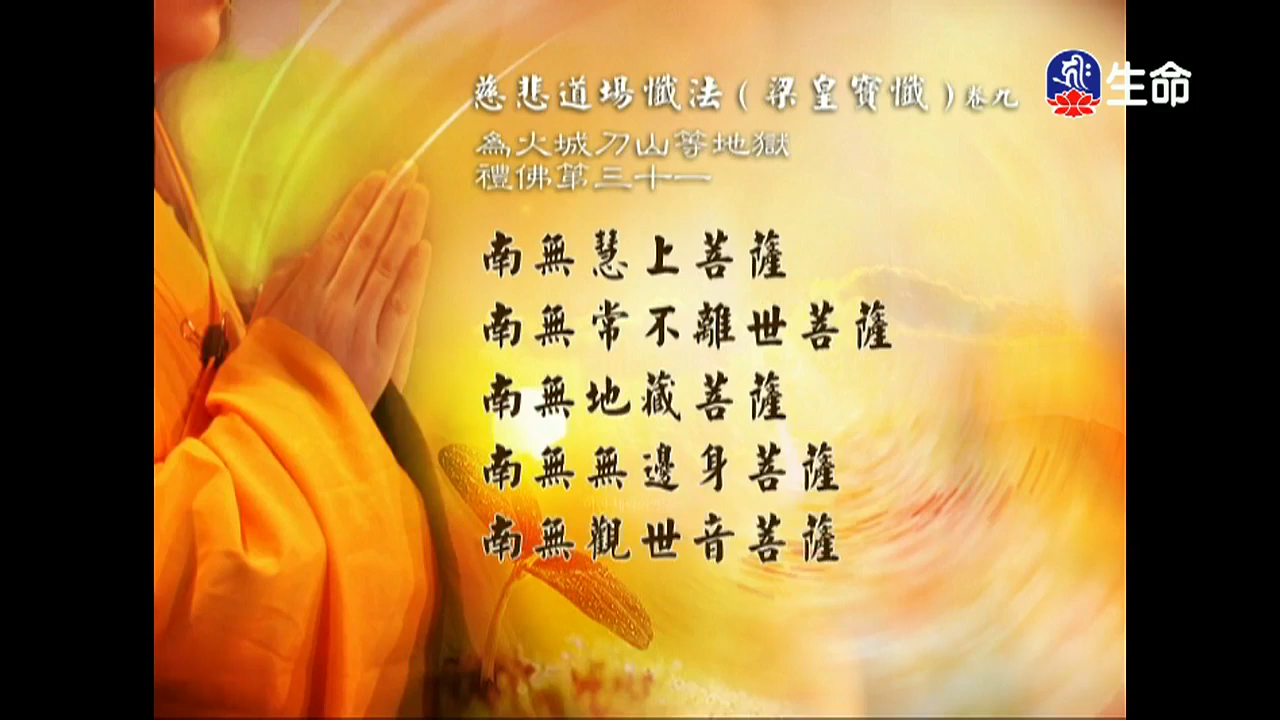 慈悲道場懺法(梁皇寶懺)卷九
生命
為火城刀山等地獄
禮佛第三十一
南無慧上菩薩
南無常不離世菩薩
南無地藏菩薩
南無無邊身菩薩
南無觀世音菩薩